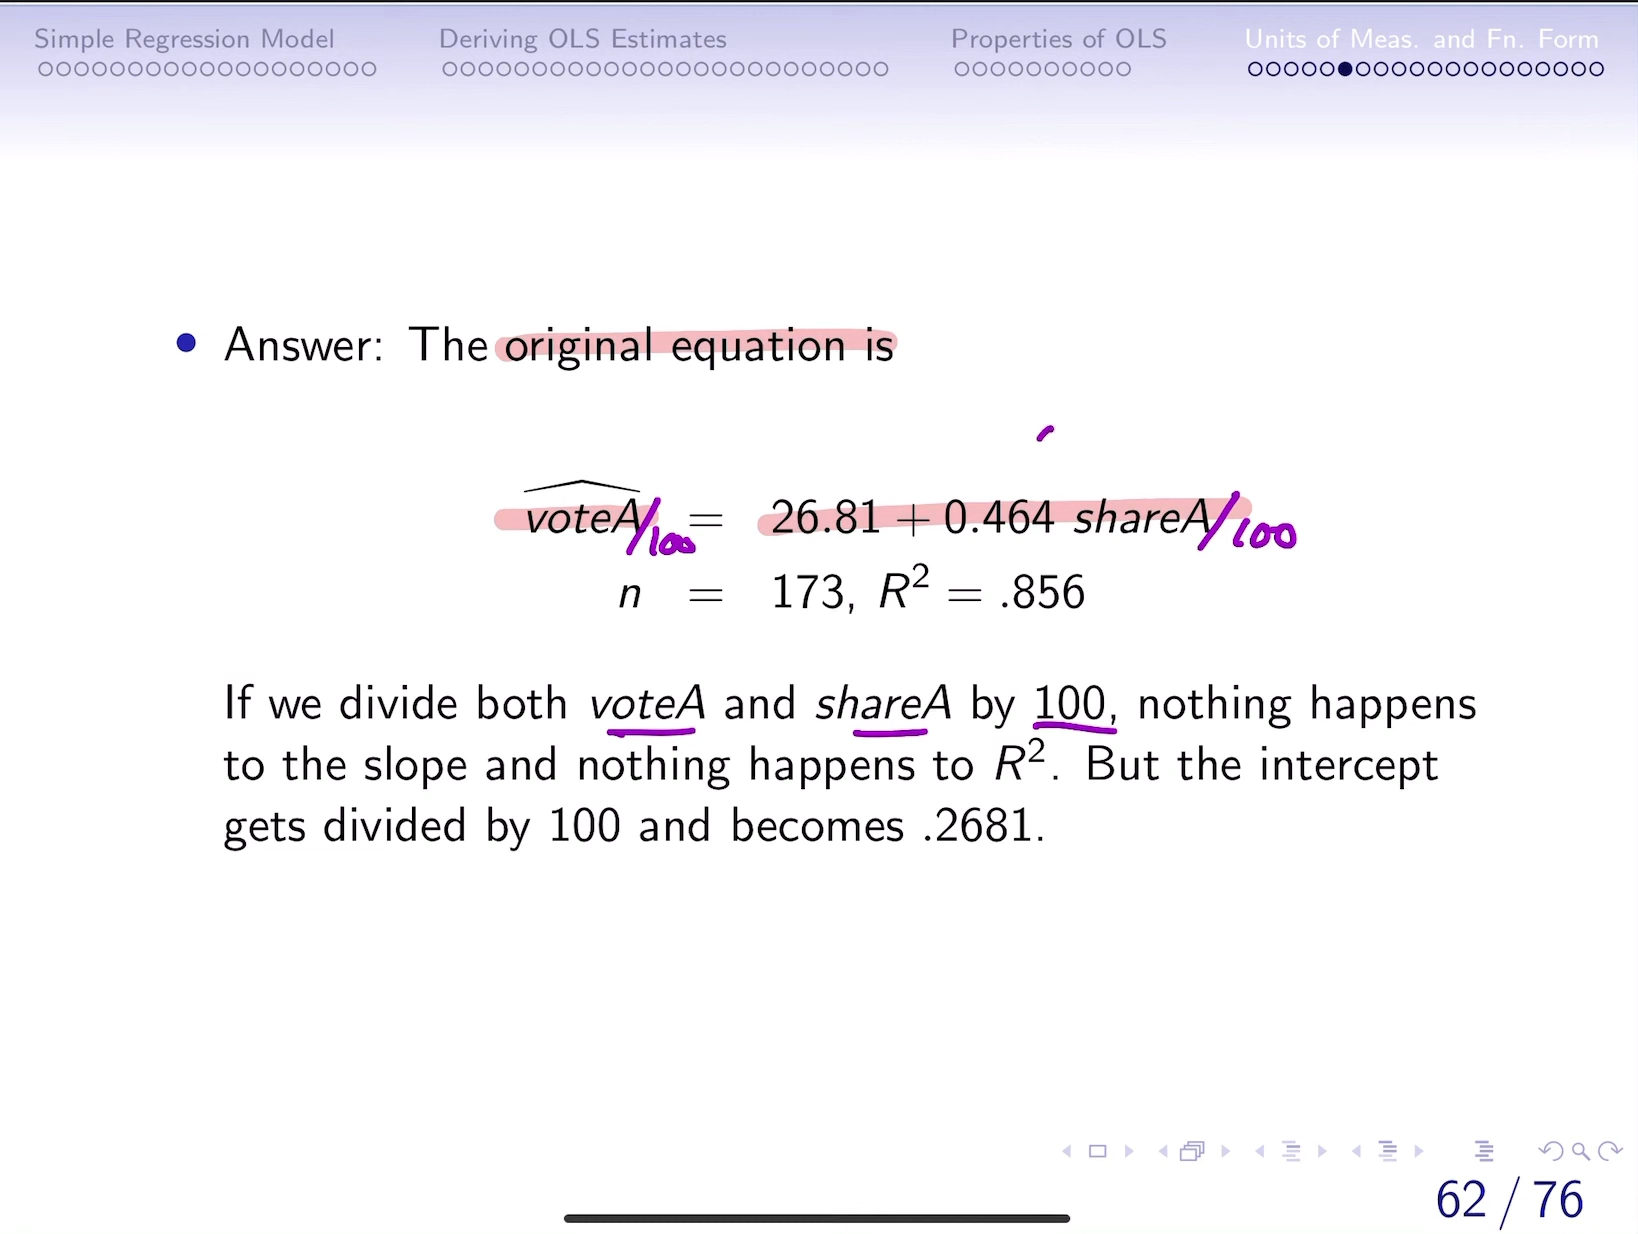 Simple Regression Model Deriving OLS Estimates Properties of OLS Units of Meas. and Fn. Form
• Answer: The original equation is
voteA/100 = 26.81 + 0.464 shareA/100
n = 173, R² = .856
If we divide both voteA and shareA by 100, nothing happens
to the slope and nothing happens to R². But the intercept
gets divided by 100 and becomes .2681.
62 / 76